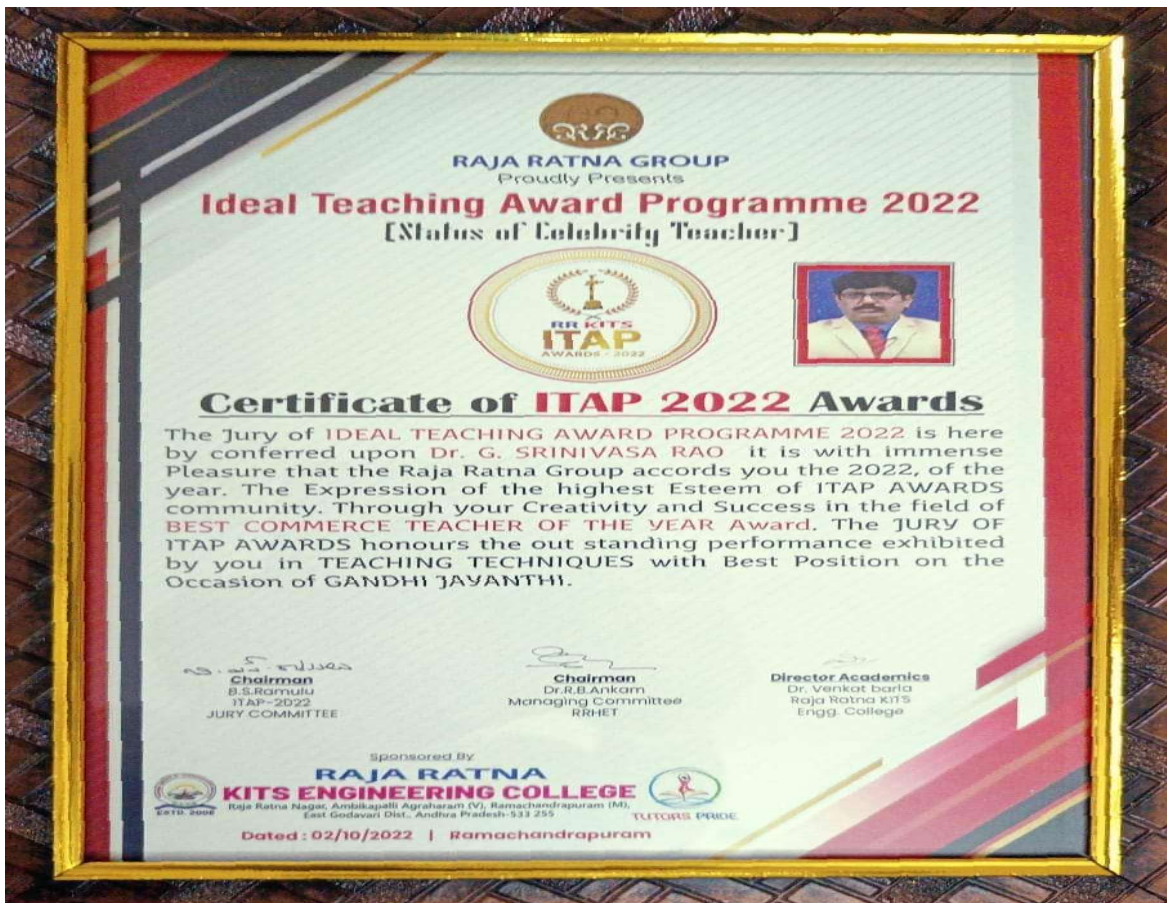 RAJA RATNA GROUP
Proudly Presents
Ideal Teaching Award Programme 2022
[Status of Celebrity Teacher]
RR KITS
ITAP
AWARDS - 2022
Certificate of ITAP 2022 Awards
The Jury of IDEAL TEACHING AWARD PROGRAMME 2022 is here
by conferred upon Dr. G. SRINIVASA RAO it is with immense
Pleasure that the Raja Ratna Group accords you the 2022, of the
year. The Expression of the highest Esteem of ITAP AWARDS
community. Through your Creativity and Success in the field of
BEST COMMERCE TEACHER OF THE YEAR Award. The JURY OF
ITAP AWARDS honours the out standing performance exhibited
by you in TEACHING TECHNIQUES with Best Position on the
Occasion of GANDHI JAYANTHI.
Chairman
B.S.Ramulu
ITAP-2022
JURY COMMITTEE
Chairman
Dr.R.B.Ankam
Managing Committee
RRHET
Director Academics
Dr. Venkat barla
Raja Ratna KITS
Engg. College
Sponsored By
RAJA RATNA
KITS ENGINEERING COLLEGE
Raja Ratna Nagar, Ambikapalli Agraharam (V), Ramachandrapuram (M),
East Godavari Dist., Andhra Pradesh-533 255
ESTD. 2008
TUTORS PRIDE
Dated : 02/10/2022 | Ramachandrapuram